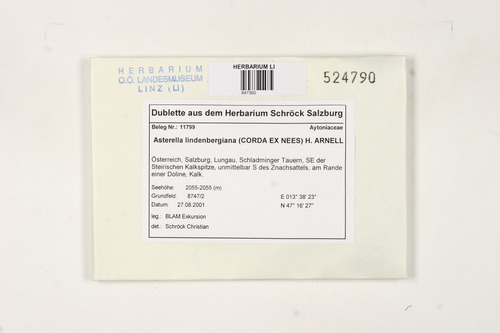 HERBARIUM
O.Ö. LANDESMUSEUM
LINZ (LI)
HERBARIUM LI
647360
524790
Dublette aus dem Herbarium Schröck Salzburg
Beleg Nr.: 11799 Aytoniaceae
Asterella lindenbergiana (CORDA EX NEES) H. ARNELL
Österreich, Salzburg, Lungau, Schladminger Tauern, SE der
Steirischen Kalkspitze, unmittelbar S des Znachsattels, am Rande
einer Doline, Kalk.
Seehöhe: 2055-2055 (m)
Grundfeld: 8747/2 E 013° 38' 23"
Datum: 27.08.2001 N 47° 16' 27"
leg.: BLAM Exkursion
det.: Schröck Christian